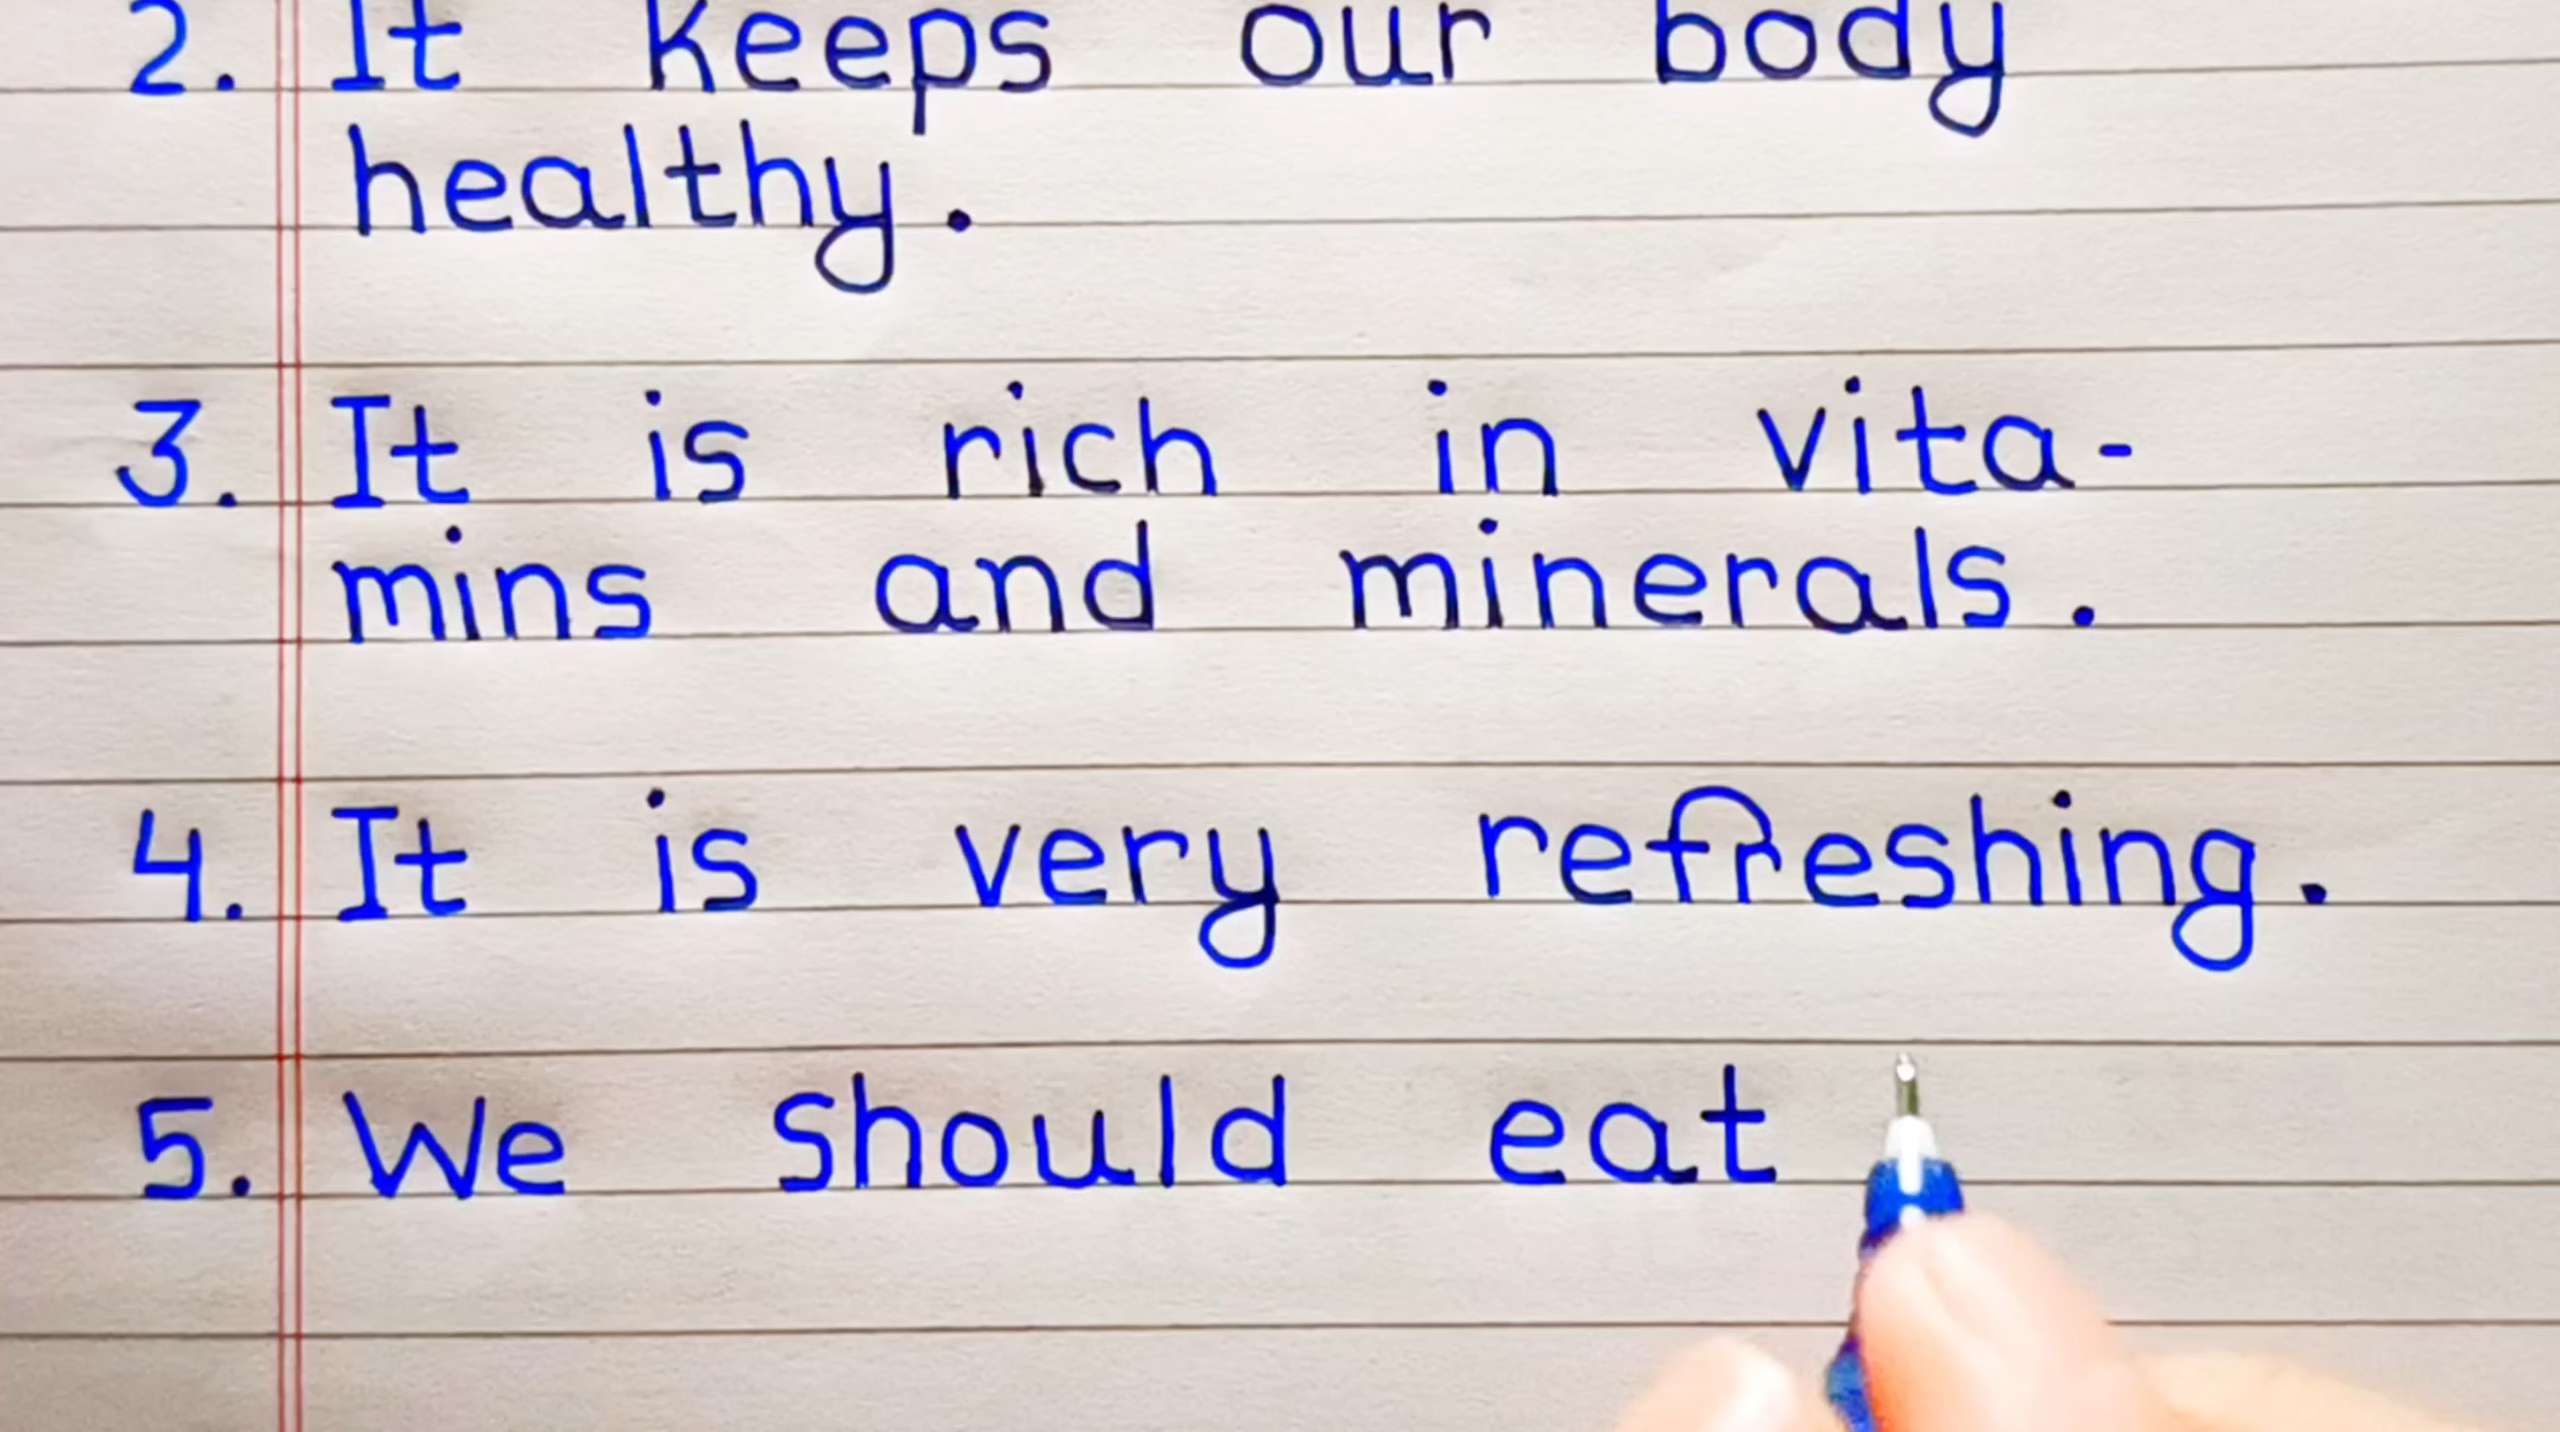 2. It keeps our body
healthy.
3. It is rich in vita-
mins and minerals.
4. It is very refreshing.
5. We should eat